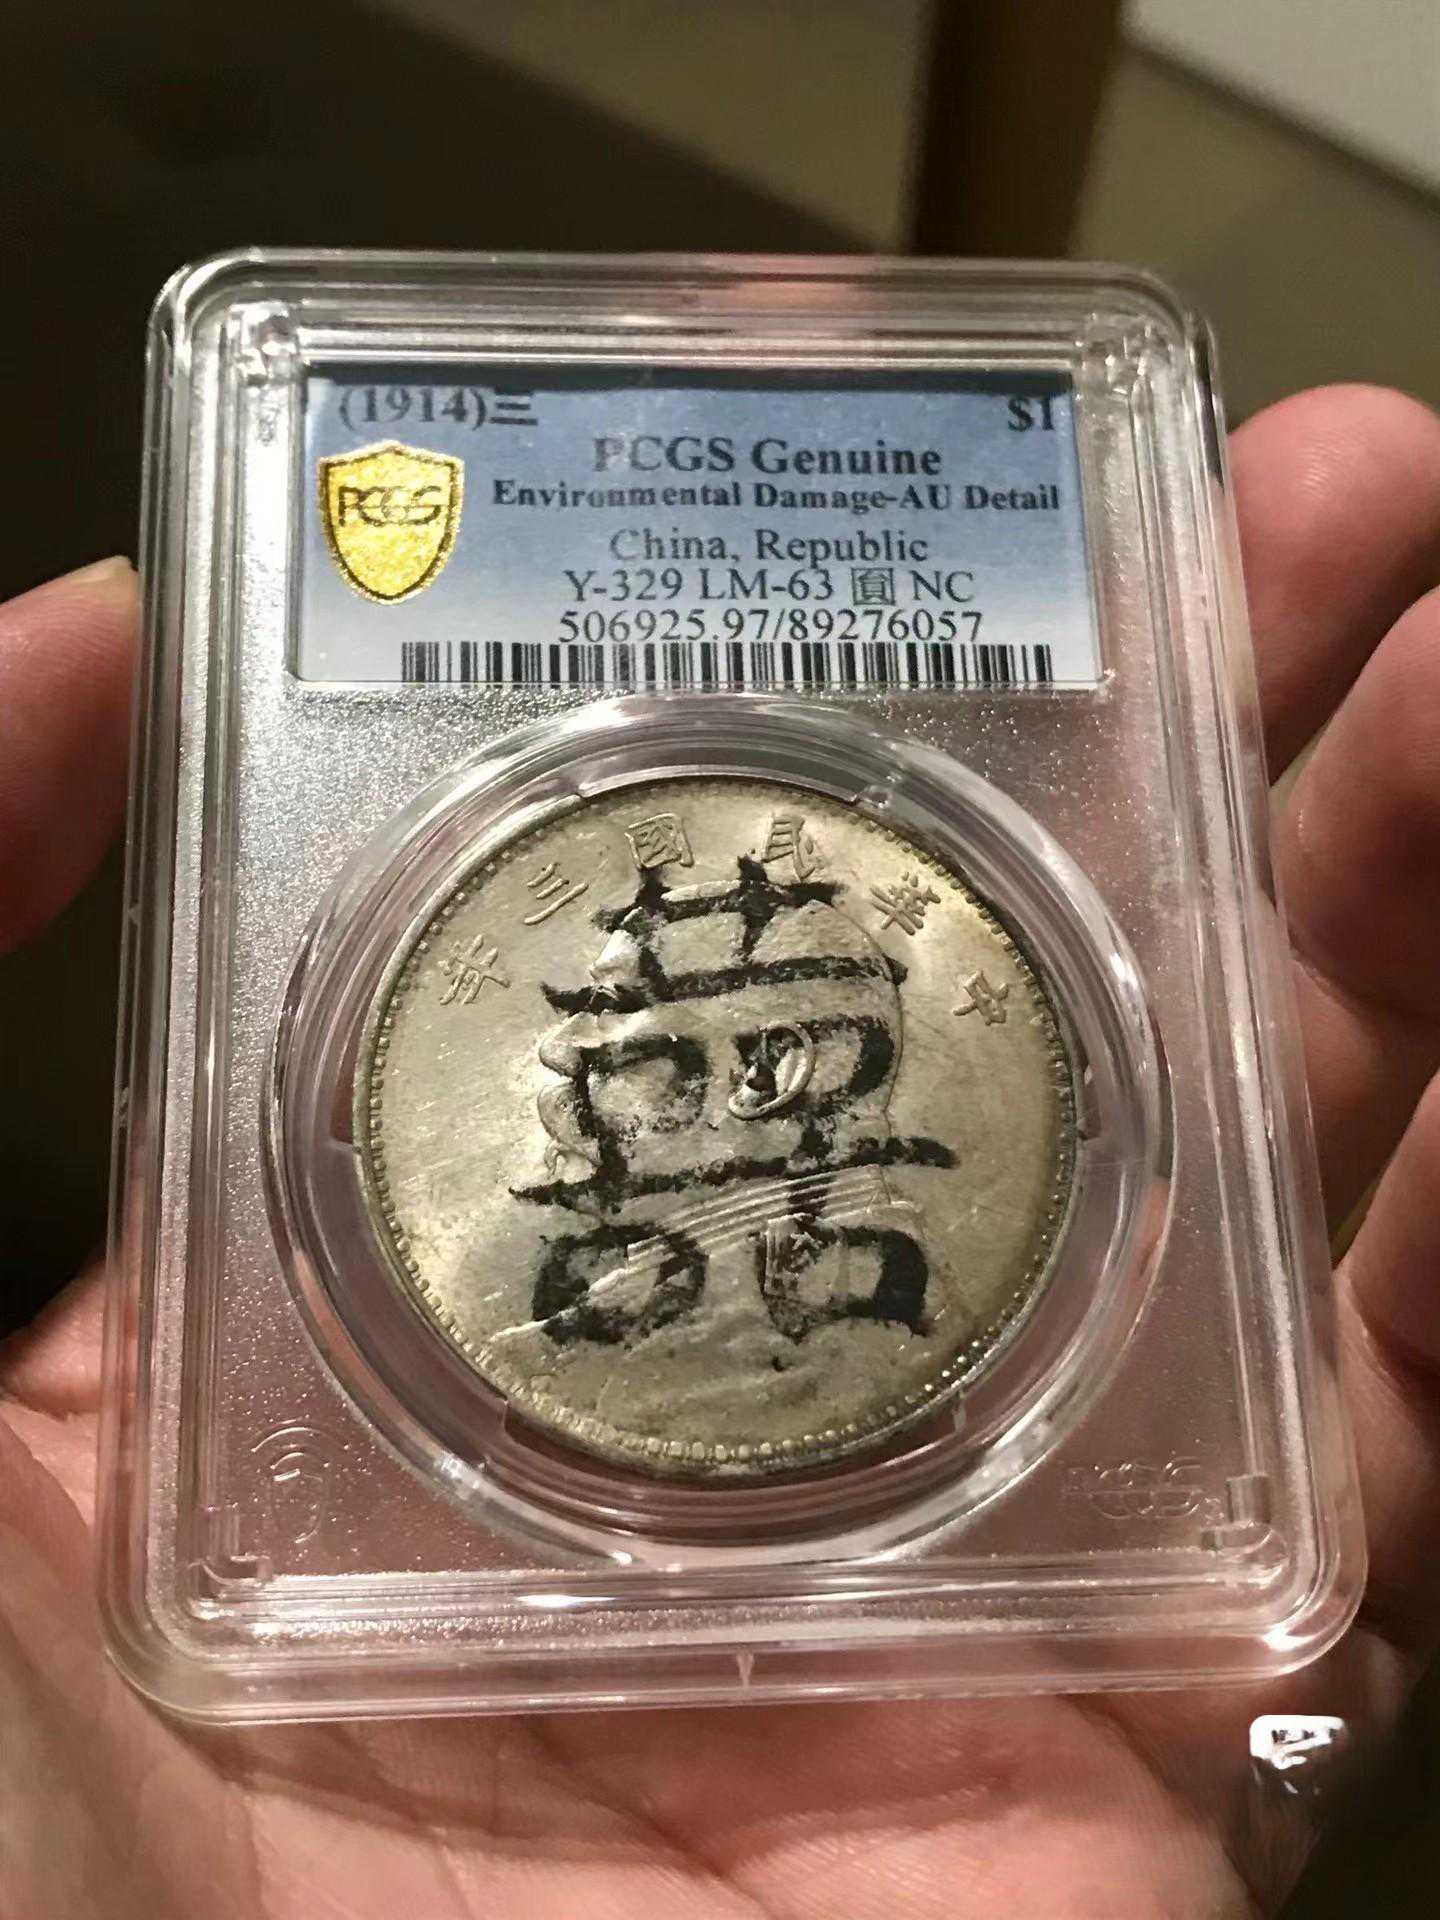 (1914)三 $1
PCGS Genuine
PCGS
Environmental Damage-AU Detail
China, Republic
Y-329 LM-63 圓 NC
506925.97/89276057
中華民國三年
PCGS